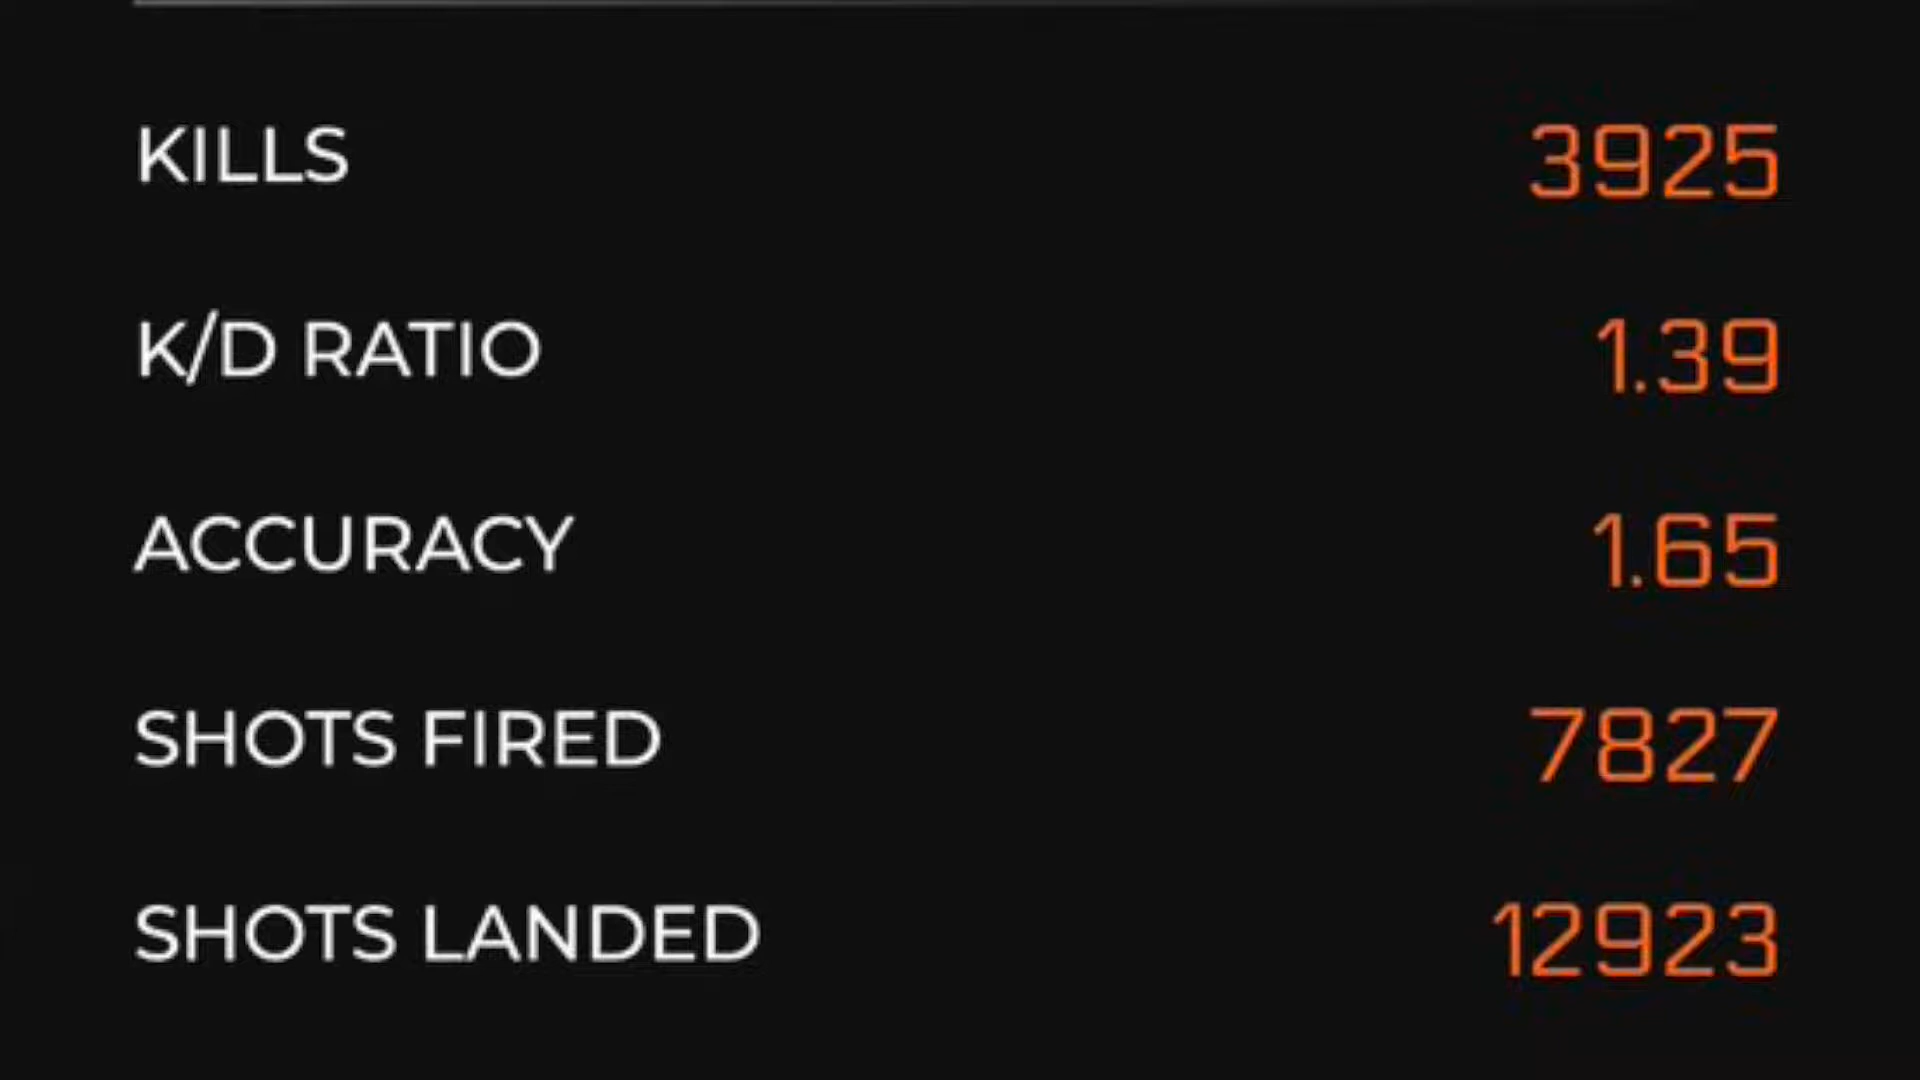 KILLS 3925
K/D RATIO 1.39
ACCURACY 1.65
SHOTS FIRED 7827
SHOTS LANDED 12923